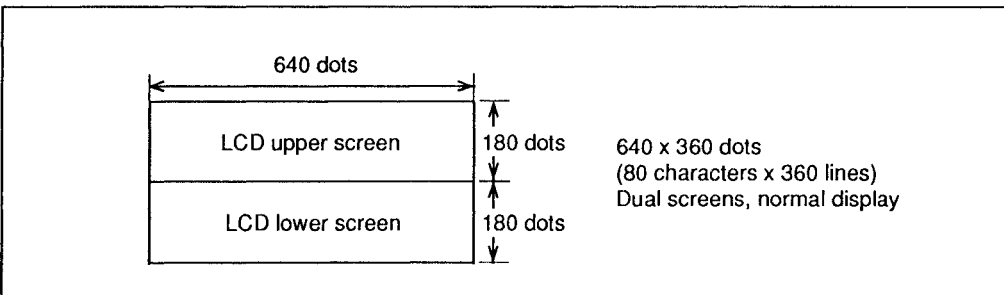 640 dots
LCD upper screen
180 dots
640 x 360 dots
(80 characters x 360 lines)
Dual screens, normal display
LCD lower screen
180 dots